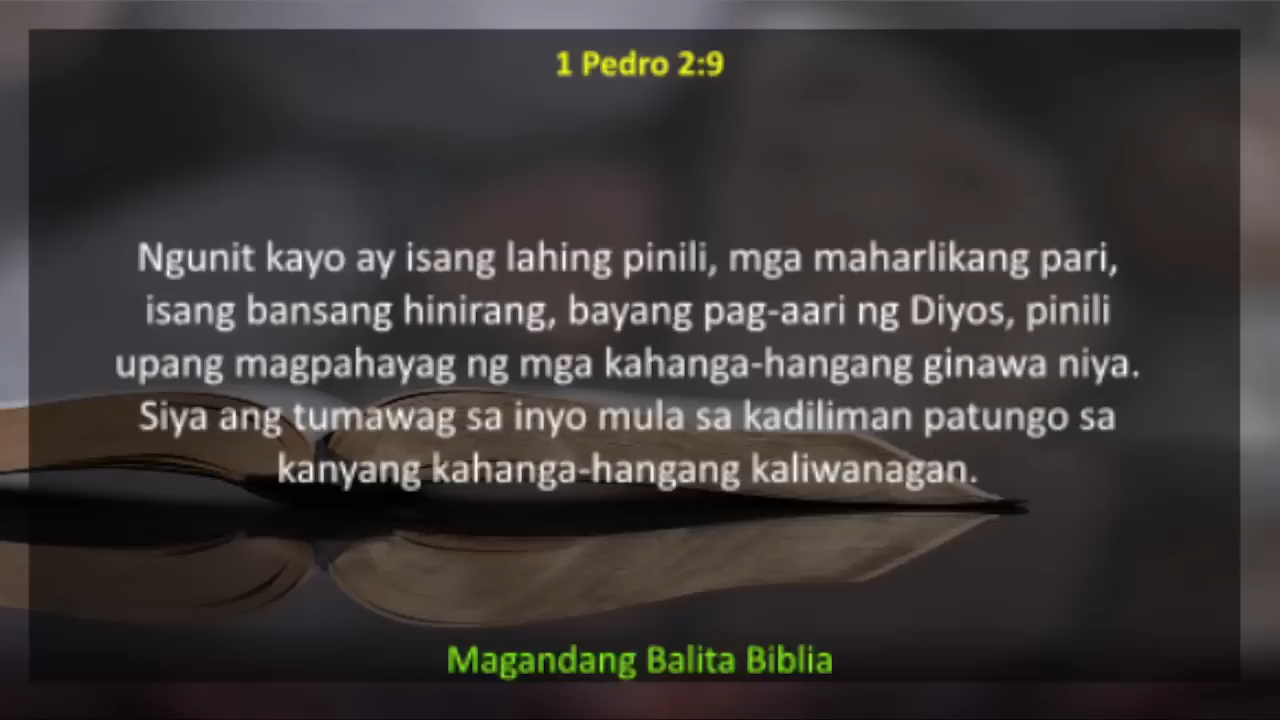 1 Pedro 2:9
Ngunit kayo ay isang lahing pinili, mga maharlikang pari,
isang bansang hinirang, bayang pag-aari ng Diyos, pinili
upang magpahayag ng mga kahanga-hangang ginawa niya.
Siya ang tumawag sa inyo mula sa kadiliman patungo sa
kanyang kahanga-hangang kaliwanagan.
Magandang Balita Biblia